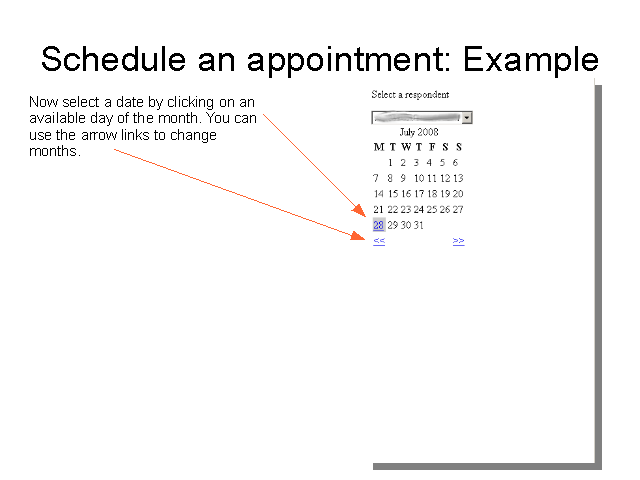 Schedule an appointment: Example
Now select a date by clicking on an
available day of the month. You can
use the arrow links to change
months.
Select a respondent
July 2008
M T W T F S S
1 2 3 4 5 6
7 8 9 10 11 12 13
14 15 16 17 18 19 20
21 22 23 24 25 26 27
28 29 30 31
<< >>